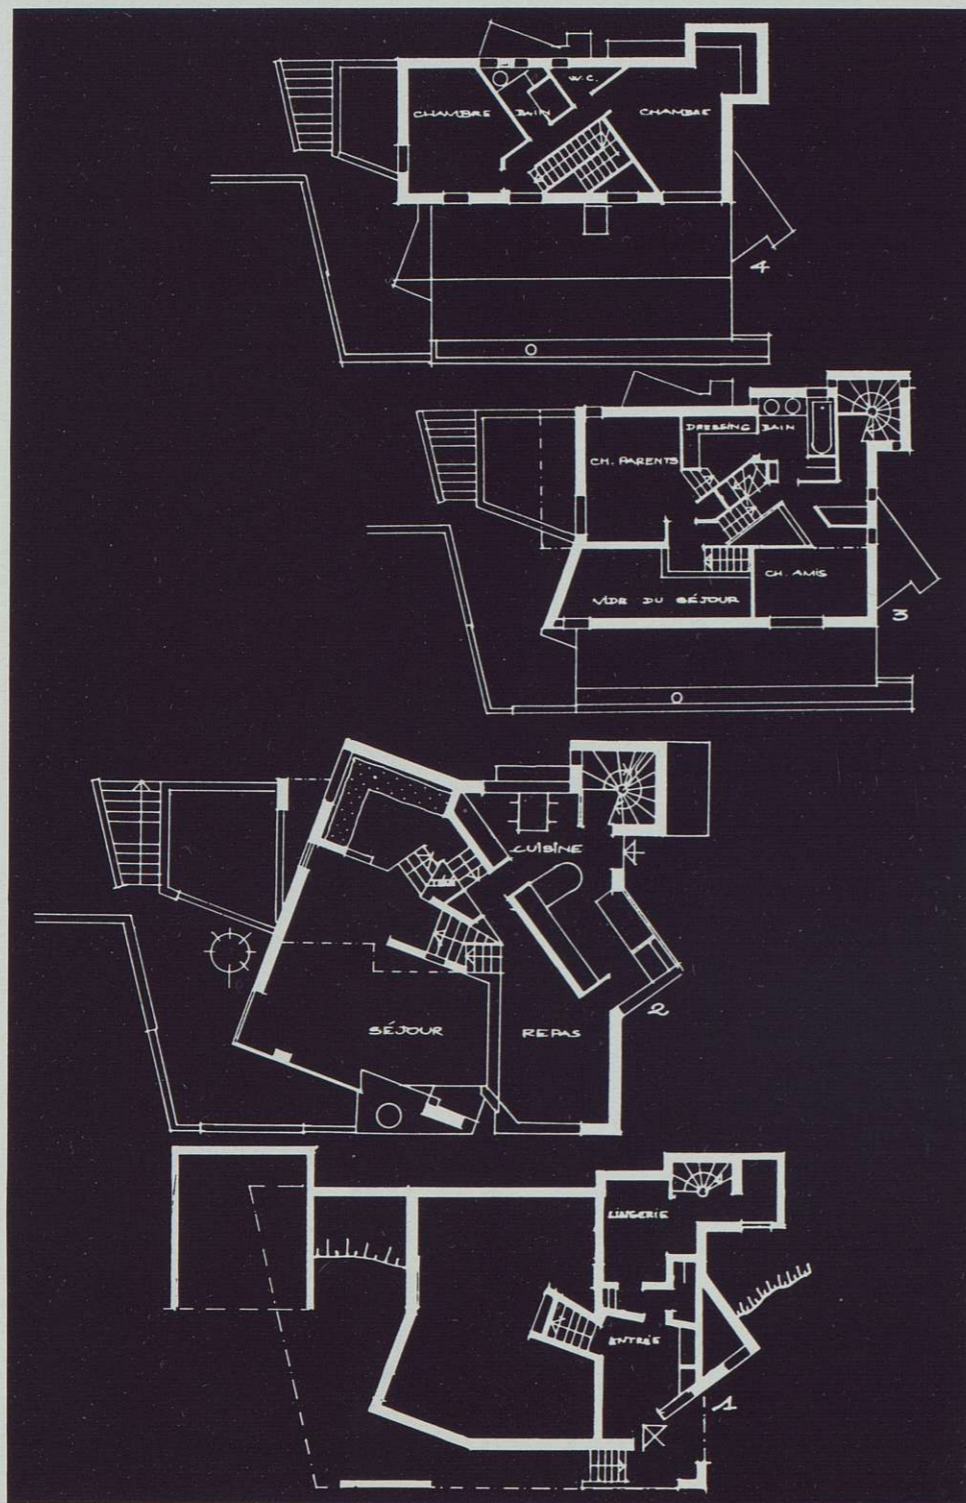 W.C.
CHAMBRE
BAIN
CHAMBRE
4
DRESSING
BAIN
CH. PARENTS
CH. AMIS
VIDE DU SÉJOUR
3
CUISINE
2
SÉJOUR
REPAS
LINGERIE
ENTRÉE
1